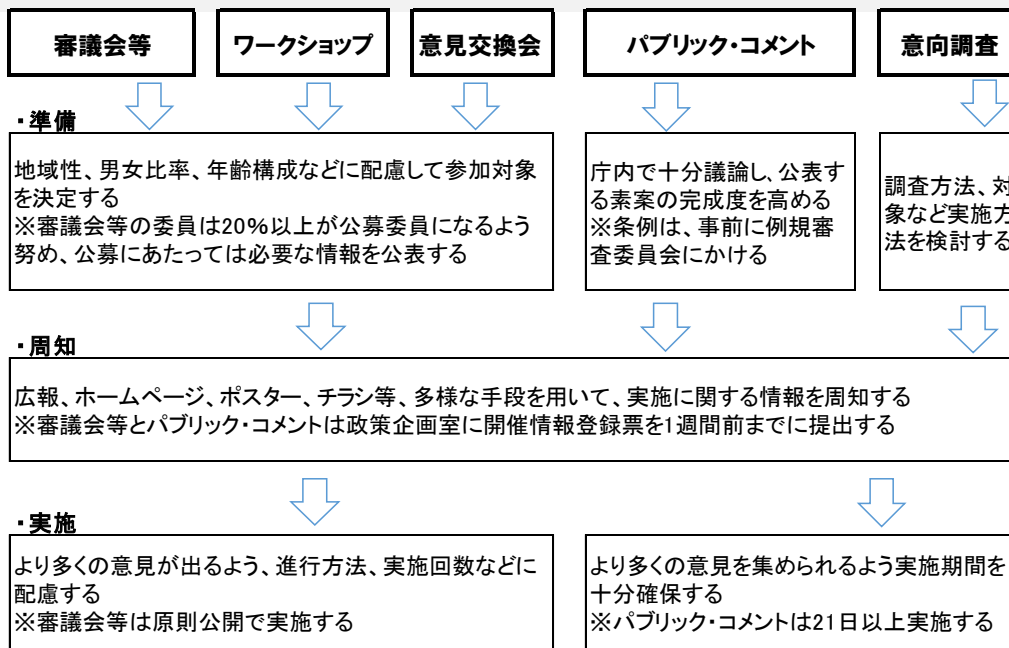 審議会等
ワークショップ
意見交換会
パブリック・コメント
意向調査
・準備
地域性、男女比率、年齢構成などに配慮して参加対象
を決定する
※審議会等の委員は20%以上が公募委員になるよう
努め、公募にあたっては必要な情報を公表する
庁内で十分議論し、公表す
る素案の完成度を高める
※条例は、事前に例規審
査委員会にかける
調査方法、対
象など実施方
法を検討する
・周知
広報、ホームページ、ポスター、チラシ等、多様な手段を用いて、実施に関する情報を周知する
※審議会等とパブリック・コメントは政策企画室に開催情報登録票を1週間前までに提出する
・実施
より多くの意見が出るよう、進行方法、実施回数などに
配慮する
※審議会等は原則公開で実施する
より多くの意見を集められるよう実施期間を
十分確保する
※パブリック・コメントは21日以上実施する